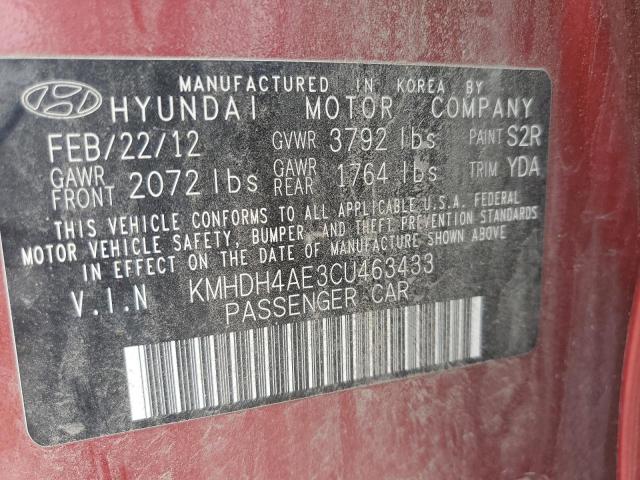 MANUFACTURED IN KOREA BY
HYUNDAI MOTOR COMPANY
FEB/22/12 GVWR 3792 lbs PAINT S2R
GAWR FRONT 2072 lbs GAWR REAR 1764 lbs TRIM YDA
THIS VEHICLE CONFORMS TO ALL APPLICABLE U.S.A. FEDERAL
MOTOR VEHICLE SAFETY, BUMPER AND THEFT PREVENTION STANDARDS
IN EFFECT ON THE DATE OF MANUFACTURE SHOWN ABOVE.
V.I.N KMHDH4AE3CU463433
PASSENGER CAR